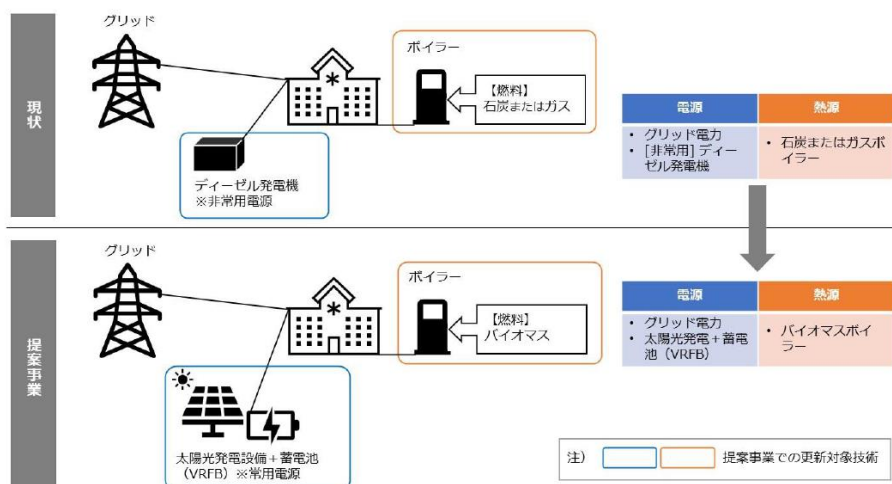 現状
グリッド
ボイラー
【燃料】
石炭またはガス
ディーゼル発電機
※非常用電源
電源
熱源
• グリッド電力
• [非常用] ディー
ゼル発電機
• 石炭またはガスボ
イラー
提案事業
グリッド
ボイラー
【燃料】
バイオマス
太陽光発電設備+蓄電池
(VRFB) ※常用電源
電源
熱源
• グリッド電力
• 太陽光発電+蓄電
池(VRFB)
• バイオマスボイ
ラー
注)
提案事業での更新対象技術